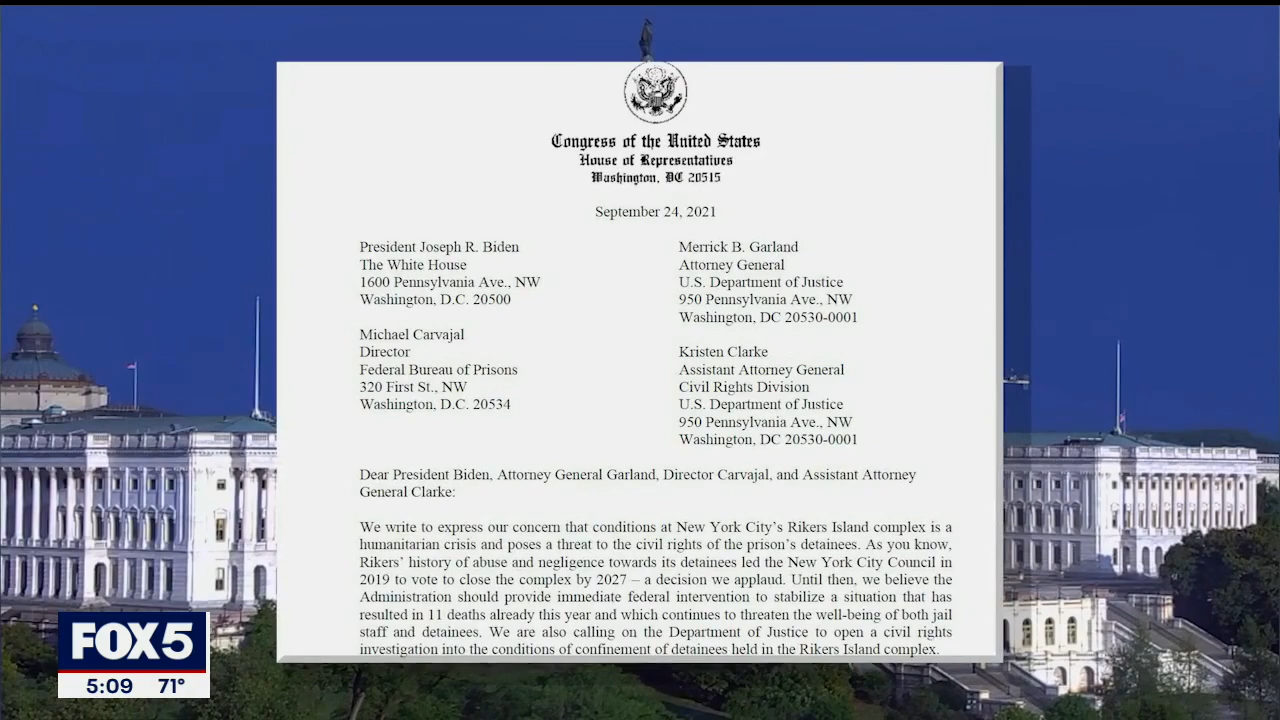 Congress of the United States
House of Representatives
Washington, DC 20515
September 24, 2021
President Joseph R. Biden
The White House
1600 Pennsylvania Ave., NW
Washington, D.C. 20500
Michael Carvajal
Director
Federal Bureau of Prisons
320 First St., NW
Washington, D.C. 20534
Merrick B. Garland
Attorney General
U.S. Department of Justice
950 Pennsylvania Ave., NW
Washington, DC 20530-0001
Kristen Clarke
Assistant Attorney General
Civil Rights Division
U.S. Department of Justice
950 Pennsylvania Ave., NW
Washington, DC 20530-0001
Dear President Biden, Attorney General Garland, Director Carvajal, and Assistant Attorney
General Clarke:
We write to express our concern that conditions at New York City's Rikers Island complex is a
humanitarian crisis and poses a threat to the civil rights of the prison's detainees. As you know,
Rikers' history of abuse and negligence towards its detainees led the New York City Council in
2019 to vote to close the complex by 2027 – a decision we applaud. Until then, we believe the
Administration should provide immediate federal intervention to stabilize a situation that has
resulted in 11 deaths already this year and which continues to threaten the well-being of both jail
staff and detainees. We are also calling on the Department of Justice to open a civil rights
investigation into the conditions of confinement of detainees held in the Rikers Island complex.
FOX5
5:09 71°